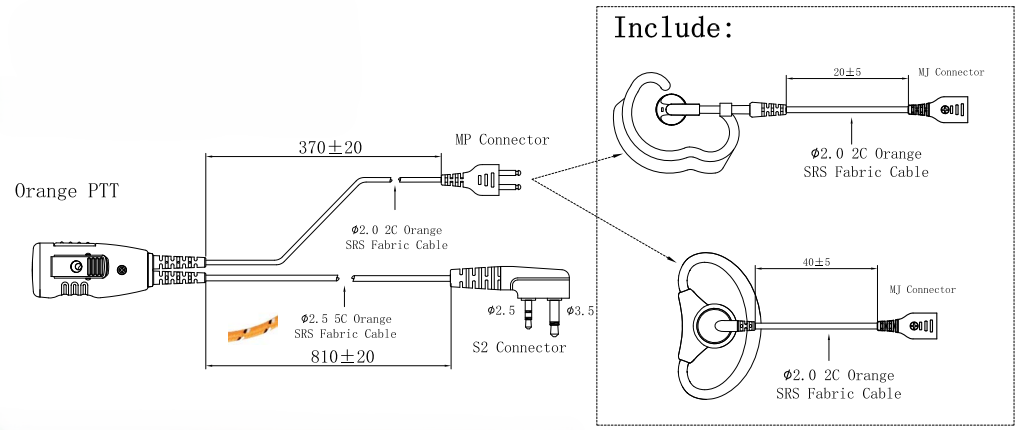 Include:
20±5
MJ Connector
ϕ2.0 2C Orange
SRS Fabric Cable
MP Connector
370±20
Orange PTT
ϕ2.0 2C Orange
SRS Fabric Cable
40±5
MJ Connector
ϕ2.5
ϕ3.5
ϕ2.5 5C Orange
SRS Fabric Cable
S2 Connector
810±20
ϕ2.0 2C Orange
SRS Fabric Cable